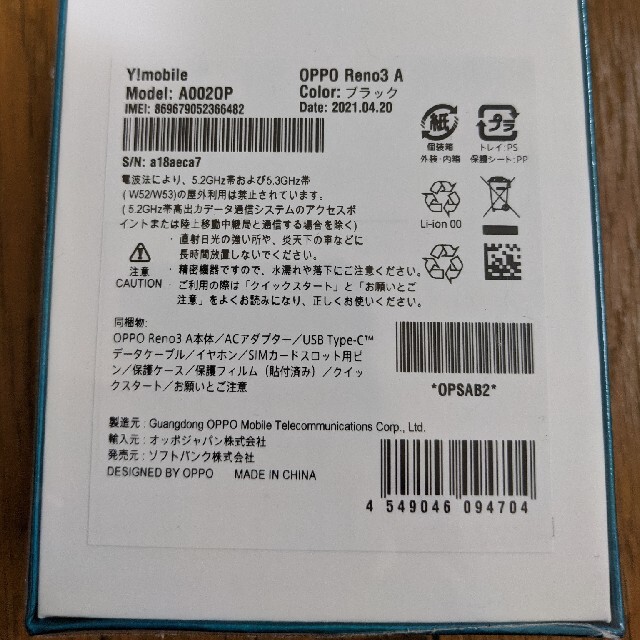 Y!mobile
OPPO Reno3 A
Model: A002OP
Color: ブラック
IMEI: 869679052366482
Date: 2021.04.20
S/N: a18aeca7
紙
プラ
個装箱
外装・内箱
トレイ:PS
保護シート:PP
電波法により、5.2GHz帯および5.3GHz帯
(W52/W53)の屋外利用は禁止されています。
(5.2GHz帯高出力データ通信システムのアクセスポ
イントまたは陸上移動中継局と通信する場合を除く)
Li-ion 00
注意
CAUTION
・ 直射日光の強い所や、炎天下の車などに
長時間放置しないでください。
・ 精密機器ですので、水濡れや落下にご注意ください。
・ ご利用の際は「クイックスタート」と「お願いとご
注意」をよくお読みになり、正しくお使いください。
同梱物:
OPPO Reno3 A本体/ACアダプター/USB Type-C™
データケーブル/イヤホン/SIMカードスロット用ピ
ン/保護ケース/保護フィルム(貼付済み)/クイッ
クスタート/お願いとご注意
*OPSAB2*
製造元:Guangdong OPPO Mobile Telecommunications Corp., Ltd.
輸入元:オッポジャパン株式会社
発売元:ソフトバンク株式会社
DESIGNED BY OPPO MADE IN CHINA
4 549046 094704